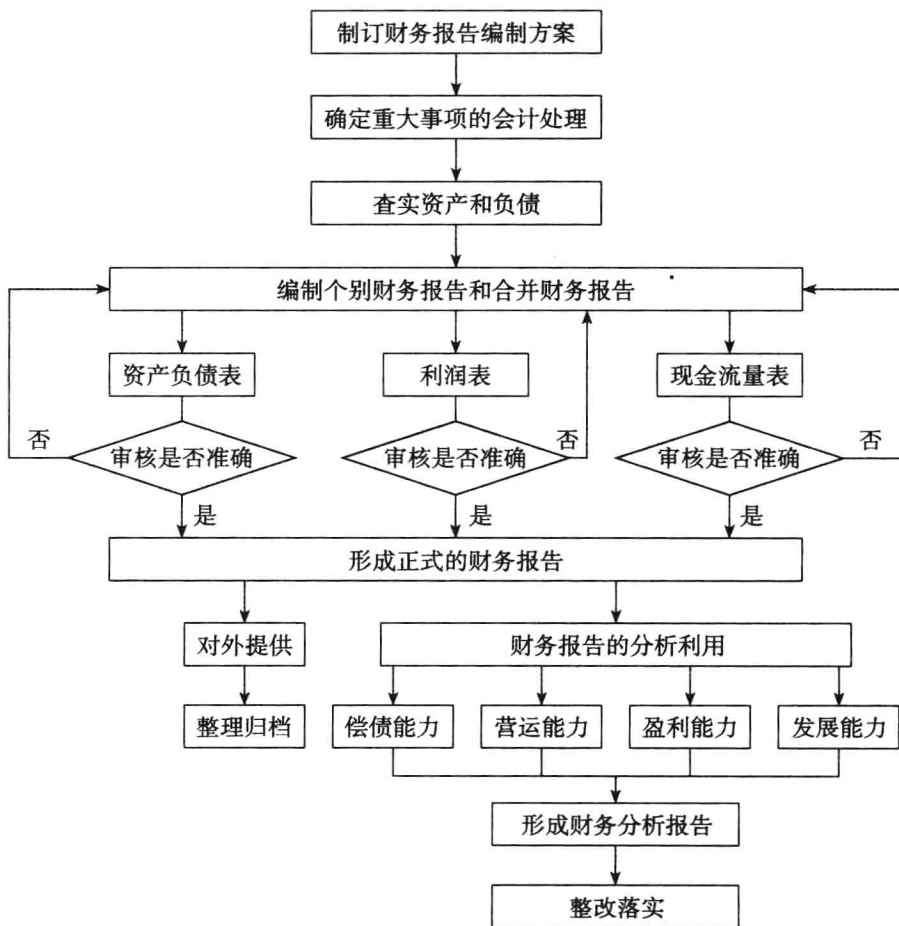 制订财务报告编制方案
确定重大事项的会计处理
查实资产和负债
编制个别财务报告和合并财务报告
资产负债表
利润表
现金流量表
否
审核是否准确
审核是否准确
否
审核是否准确
否
是
是
是
形成正式的财务报告
对外提供
财务报告的分析利用
整理归档
偿债能力
营运能力
盈利能力
发展能力
形成财务分析报告
整改落实